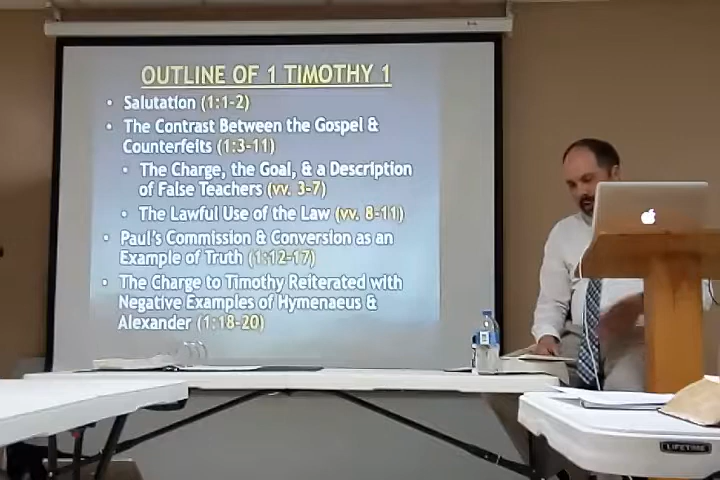 OUTLINE OF 1 TIMOTHY 1
• Salutation (1:1-2)
• The Contrast Between the Gospel &
Counterfeits (1:3-11)
• The Charge, the Goal, & a Description
of False Teachers (vv. 3-7)
• The Lawful Use of the Law (vv. 8-11)
• Paul's Commission & Conversion as an
Example of Truth (1:12-17)
• The Charge to Timothy Reiterated with
Negative Examples of Hymenaeus &
Alexander (1:18-20)
LIFETIME